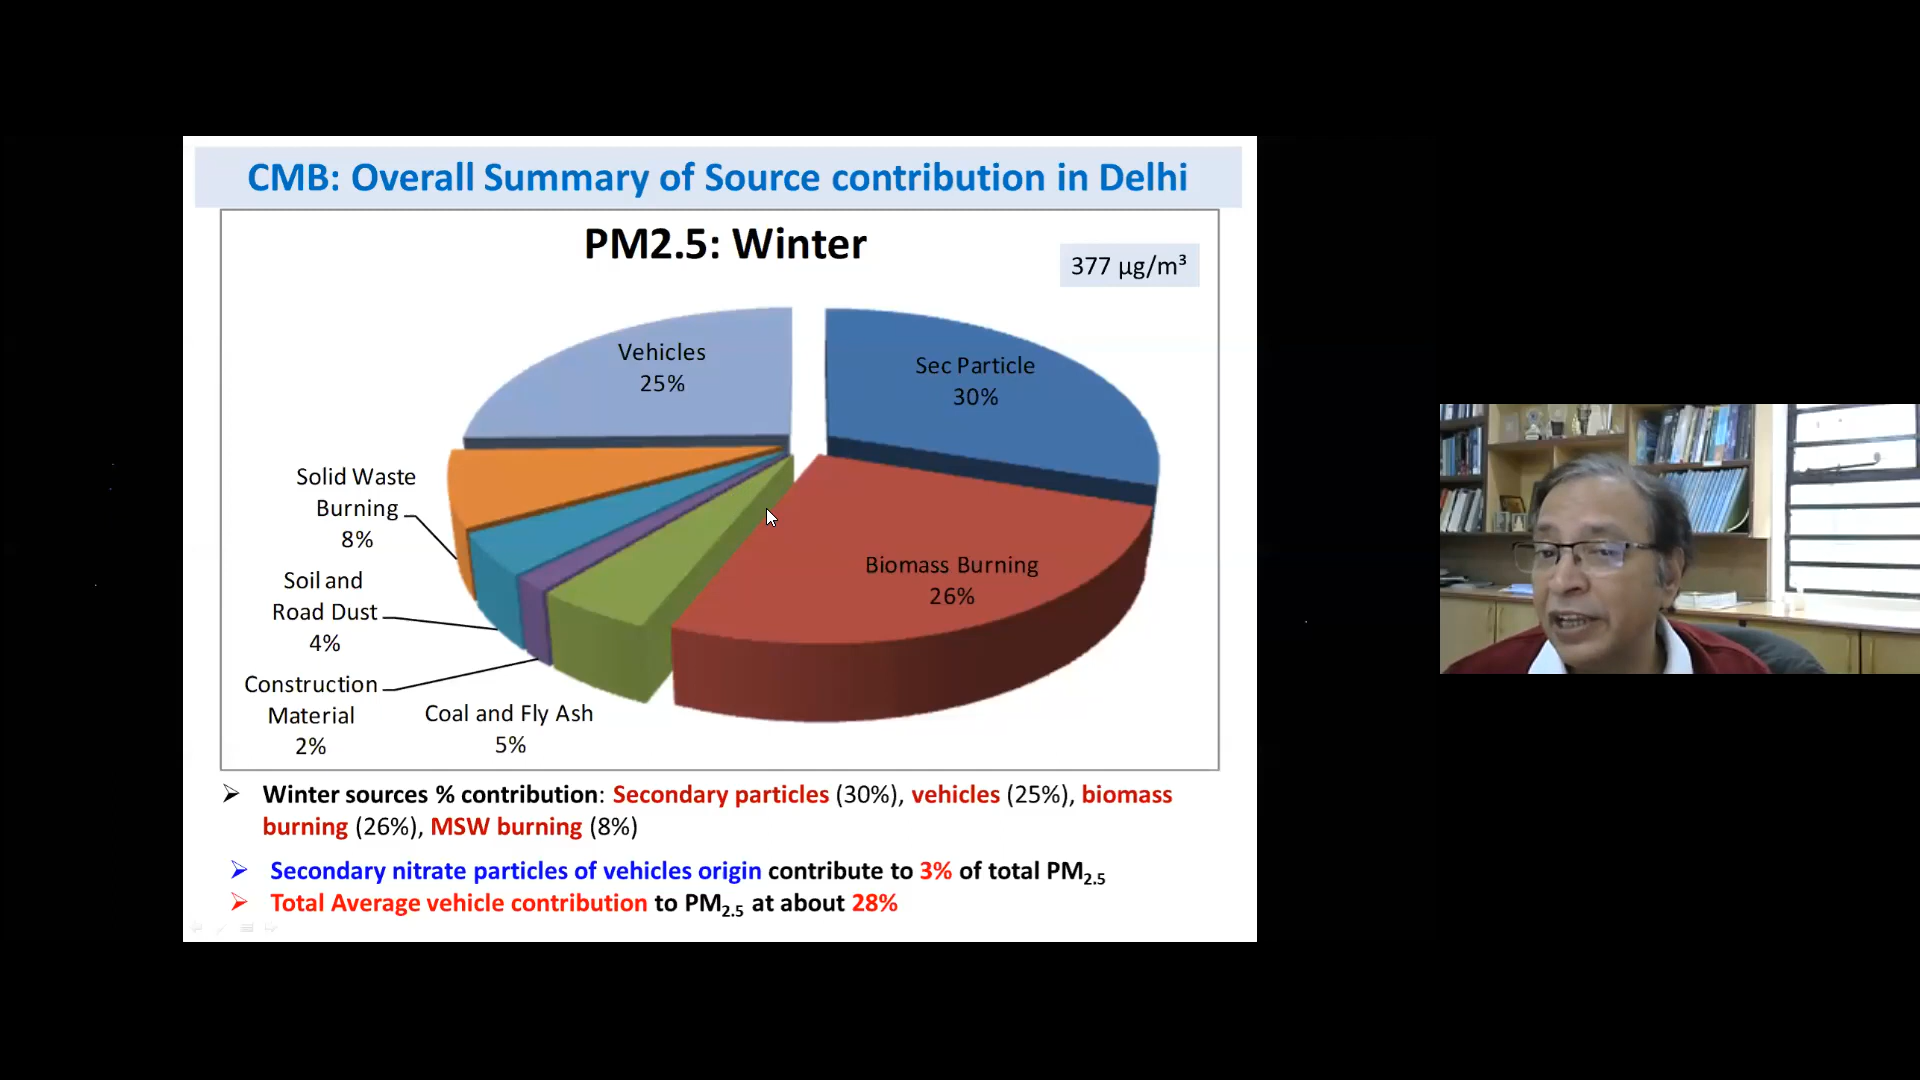 CMB: Overall Summary of Source contribution in Delhi
PM2.5: Winter
377 µg/m³
Vehicles
25%
Sec Particle
30%
Solid Waste
Burning
8%
Biomass Burning
26%
Soil and
Road Dust
4%
Construction
Material
2%
Coal and Fly Ash
5%
➢ Winter sources % contribution: Secondary particles (30%), vehicles (25%), biomass
burning (26%), MSW burning (8%)
➢ Secondary nitrate particles of vehicles origin contribute to 3% of total PM2.5
➢ Total Average vehicle contribution to PM2.5 at about 28%